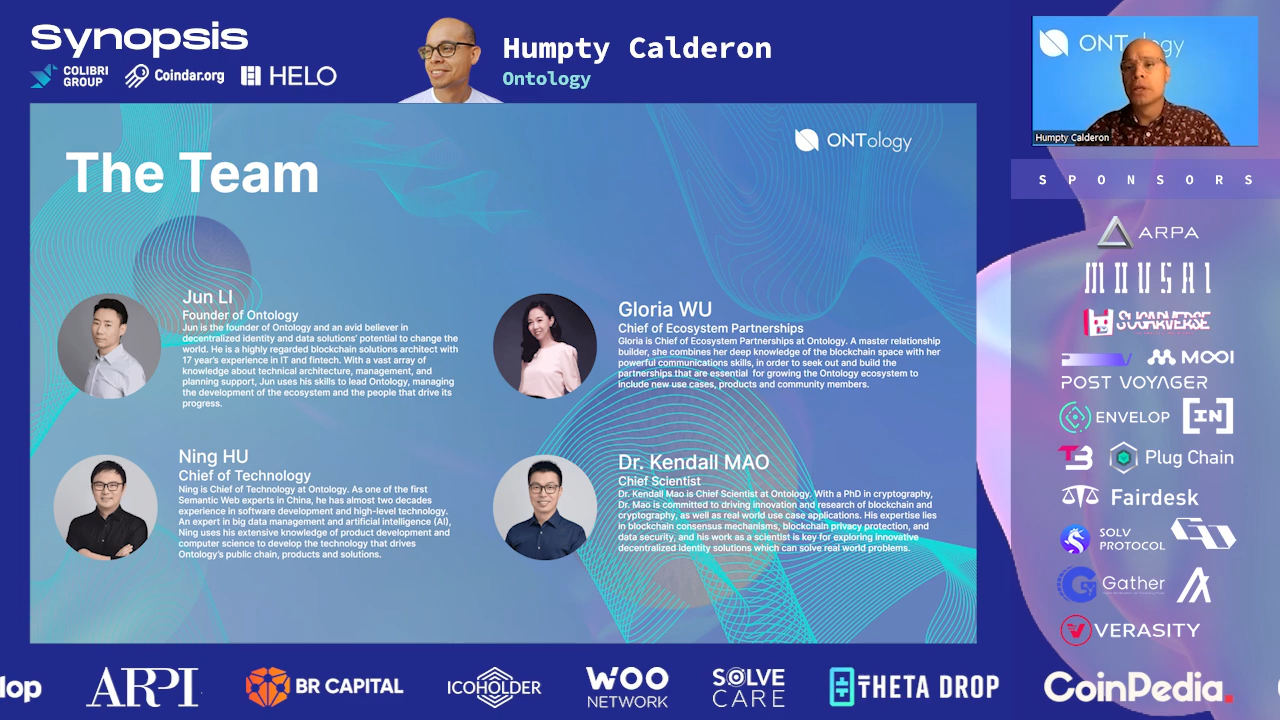 Synopsis
COLIBRI
GROUP
Coindar.org
HELO
Humpty Calderon
Ontology
ONTology
Humpty Calderon
The Team
ONTology
Jun LI
Founder of Ontology
Jun is the founder of Ontology and an avid believer in
decentralized identity and data solutions' potential to change the
world. He is a highly regarded blockchain solutions architect with
17 year's experience in IT and fintech. With a vast array of
knowledge about technical architecture, management, and
planning support, Jun uses his skills to lead Ontology, managing
the development of the ecosystem and the people that drive its
progress.
Gloria WU
Chief of Ecosystem Partnerships
Gloria is Chief of Ecosystem Partnerships at Ontology. A master relationship
builder, she combines her deep knowledge of the blockchain space with her
powerful communications skills, in order to seek out and build the
partnerships that are essential for growing the Ontology ecosystem to
include new use cases, products and community members.
Ning HU
Chief of Technology
Ning is Chief of Technology at Ontology. As one of the first
Semantic Web experts in China, he has almost two decades
experience in software development and high-level technology.
An expert in big data management and artificial intelligence (AI),
Ning uses his extensive knowledge of product development and
computer science to develop the technology that drives
Ontology's public chain, products and solutions.
Dr. Kendall MAO
Chief Scientist
Dr. Kendall Mao is Chief Scientist at Ontology. With a PhD in cryptography,
Dr. Mao is committed to driving innovation and research of blockchain and
cryptography, as well as real world use case applications. His expertise lies
in blockchain consensus mechanisms, blockchain privacy protection, and
data security, and his work as a scientist is key for exploring innovative
decentralized identity solutions which can solve real world problems.
SPONSORS
ARPA
MOUSAI
SUGARVERSE
MOOI
POST VOYAGER
ENVELOP
[IN]
Plug Chain
Fairdesk
SOLV
PROTOCOL
Gather
VERASITY
lop
ARPI
BR CAPITAL
ICOHOLDER
WOO
NETWORK
SOLVE
CARE
THETA DROP
CoinPedia.